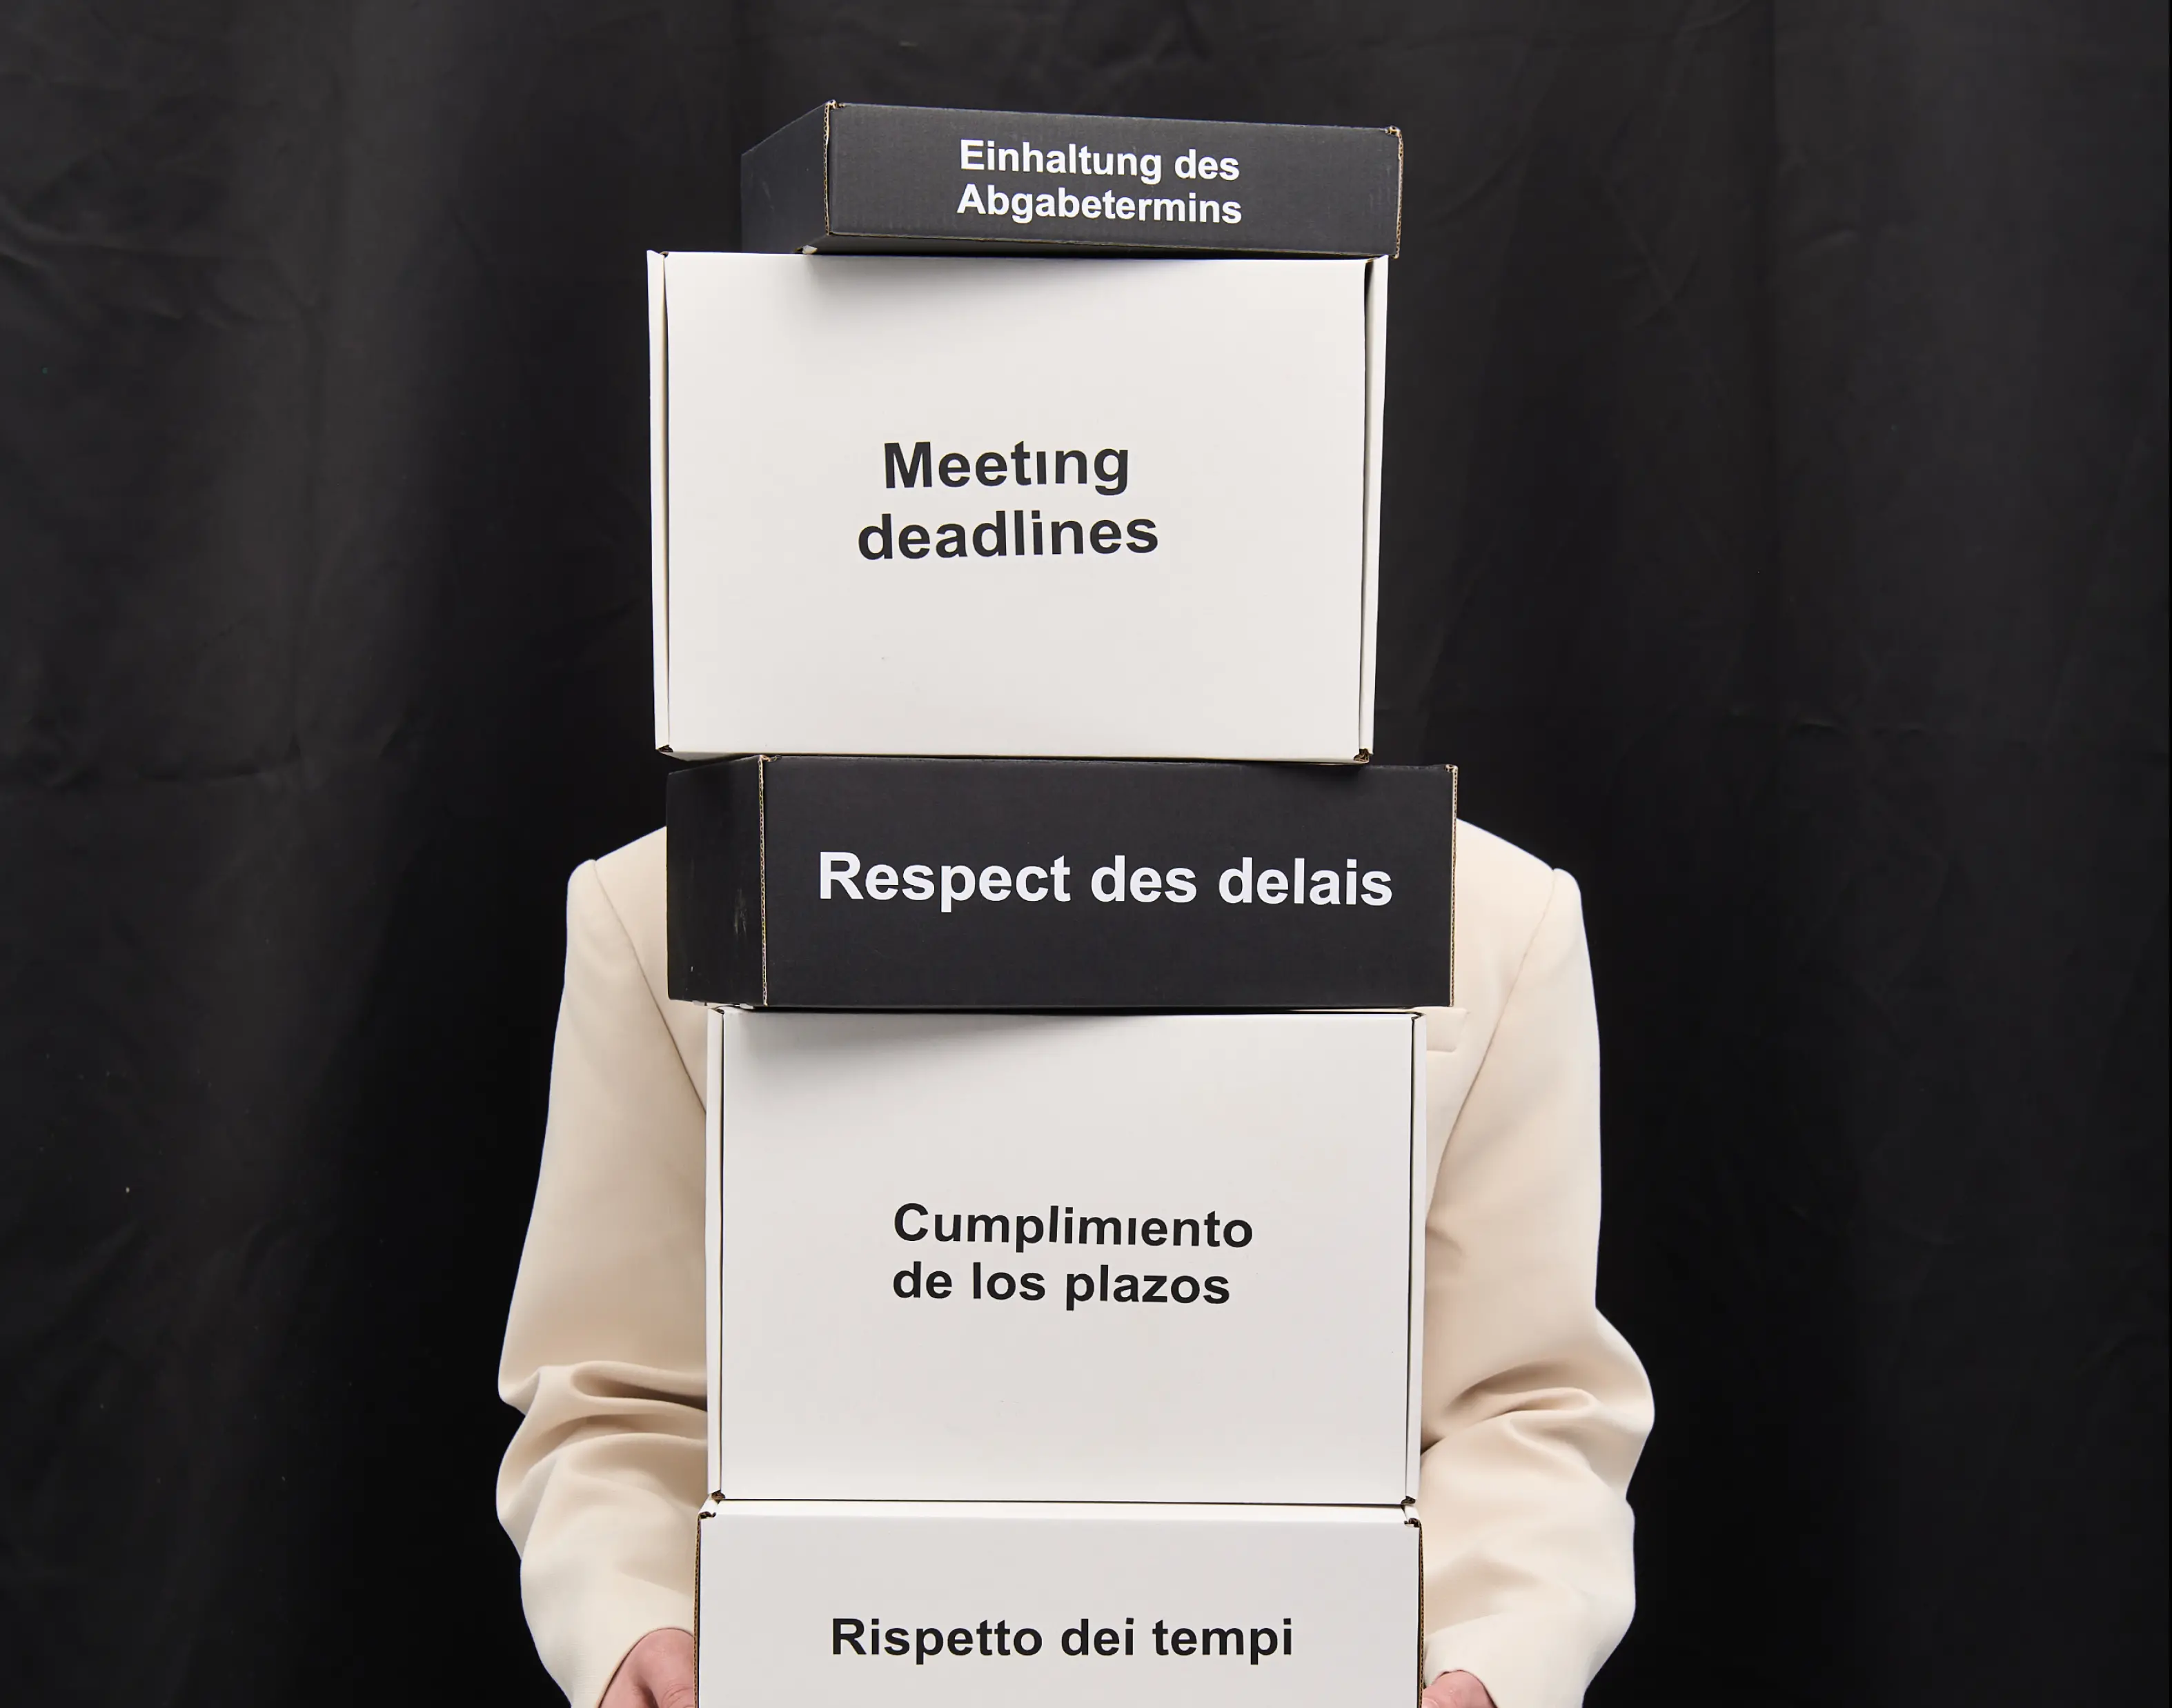 Einhaltung des
Abgabetermins
Meetıng
deadlines
Respect des delais
Cumplimıento
de los plazos
Rispetto dei tempi